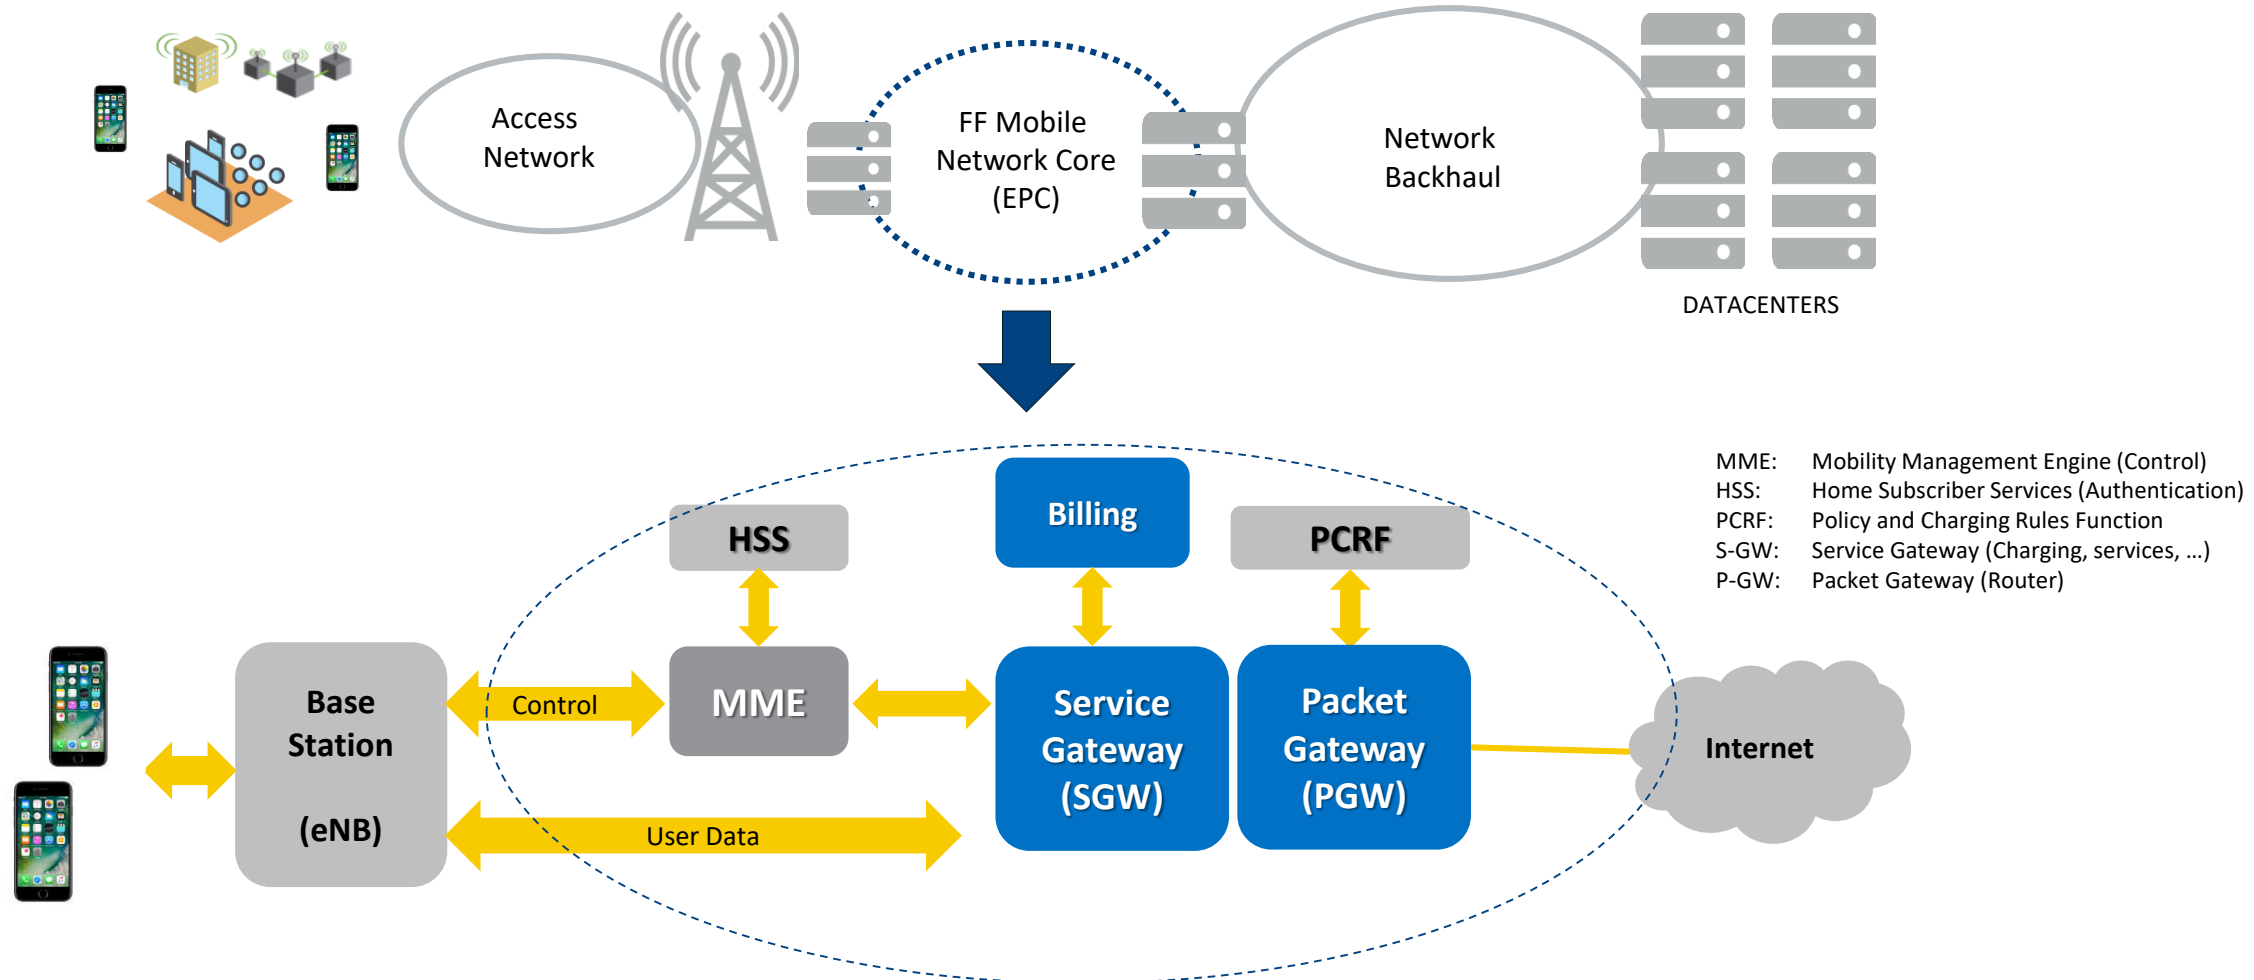 Access
Network
FF Mobile
Network Core
(EPC)
Network
Backhaul
DATACENTERS
MME: Mobility Management Engine (Control)
HSS: Home Subscriber Services (Authentication)
PCRF: Policy and Charging Rules Function
S-GW: Service Gateway (Charging, services, ...)
P-GW: Packet Gateway (Router)
Billing
HSS
PCRF
Base
Station
(eNB)
Control
MME
Service
Gateway
(SGW)
Packet
Gateway
(PGW)
Internet
User Data